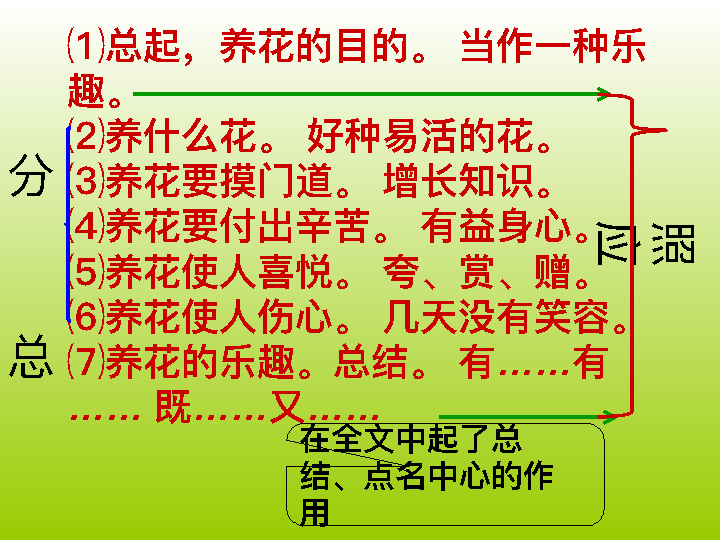 ⑴总起，养花的目的。 当作一种乐
趣。
⑵养什么花。 好种易活的花。
⑶养花要摸门道。 增长知识。
⑷养花要付出辛苦。 有益身心。
⑸养花使人喜悦。 夸、赏、赠。
⑹养花使人伤心。 几天没有笑容。
⑺养花的乐趣。总结。 有……有
…… 既……又……
分
总
照应
在全文中起了总
结、点名中心的作
用